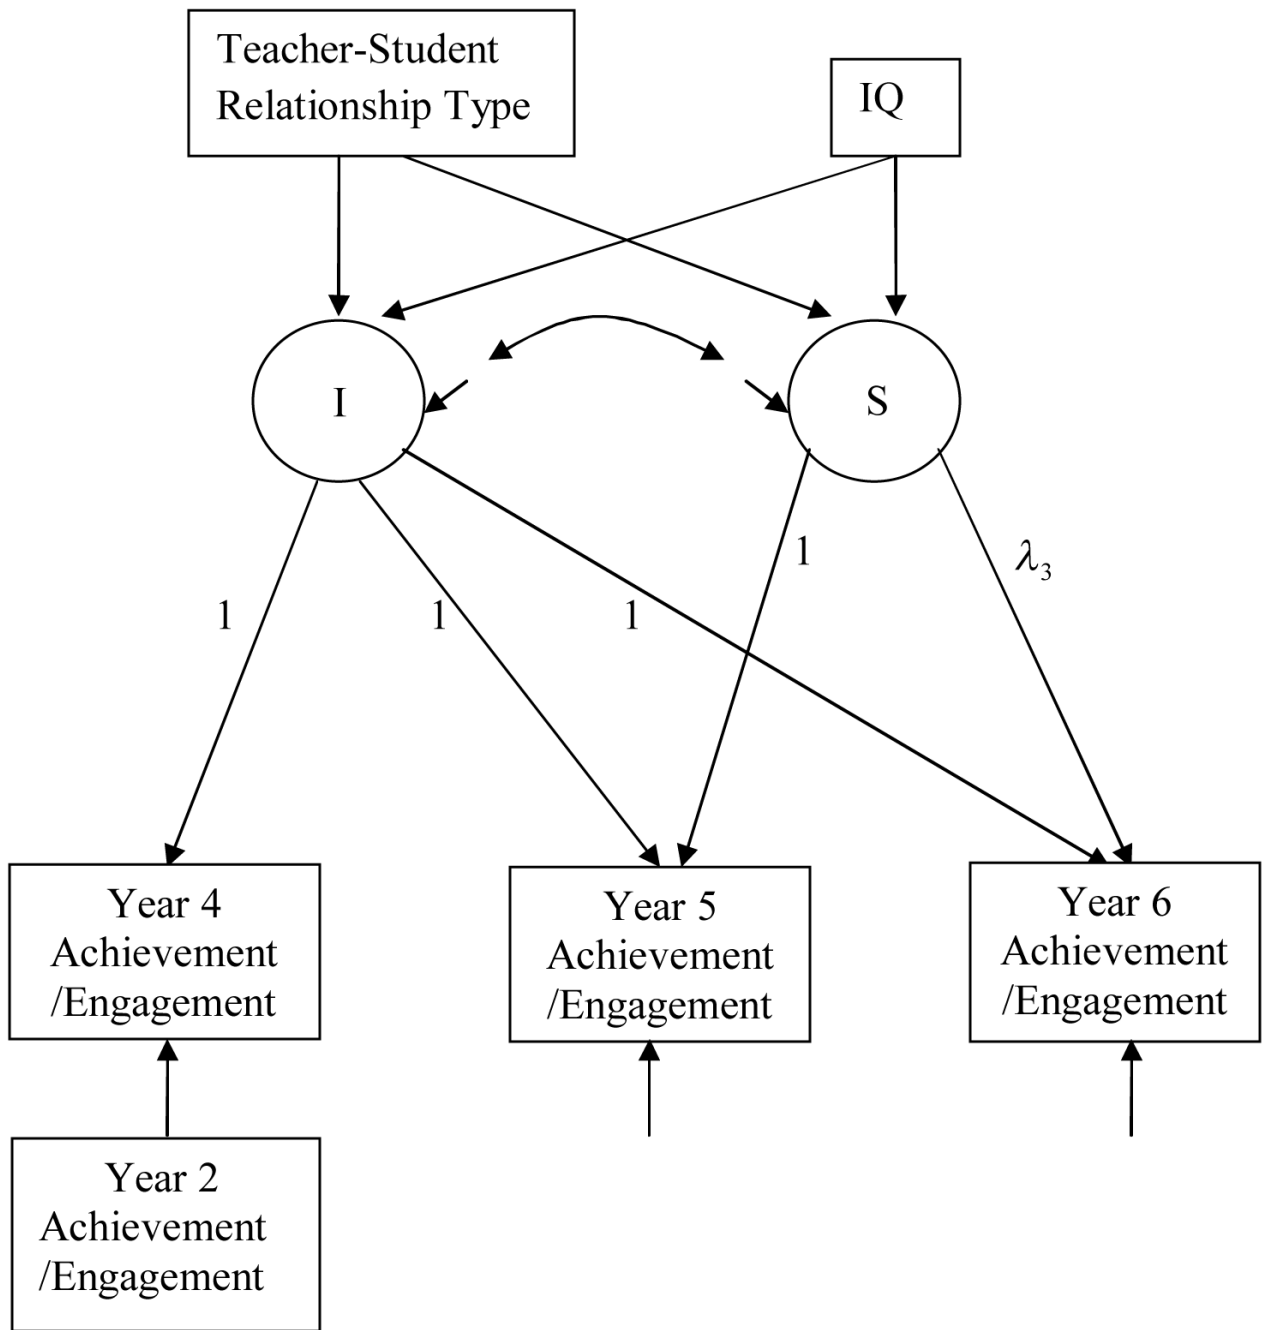 Teacher-Student
Relationship Type
IQ
I
S
1
1
1
1
λ3
Year 4
Achievement
/Engagement
Year 5
Achievement
/Engagement
Year 6
Achievement
/Engagement
Year 2
Achievement
/Engagement